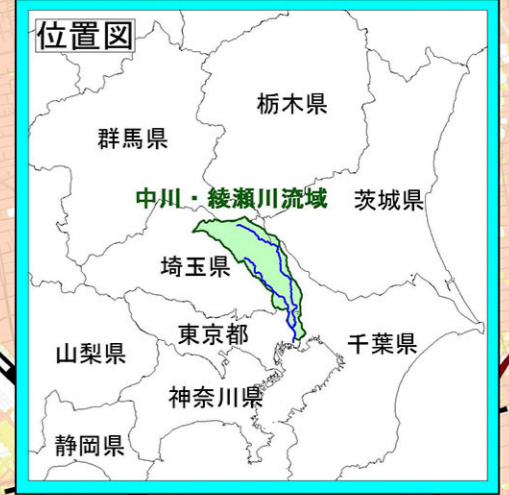 位置図
栃木県
群馬県
中川・綾瀬川流域
茨城県
埼玉県
東京都
千葉県
山梨県
神奈川県
静岡県